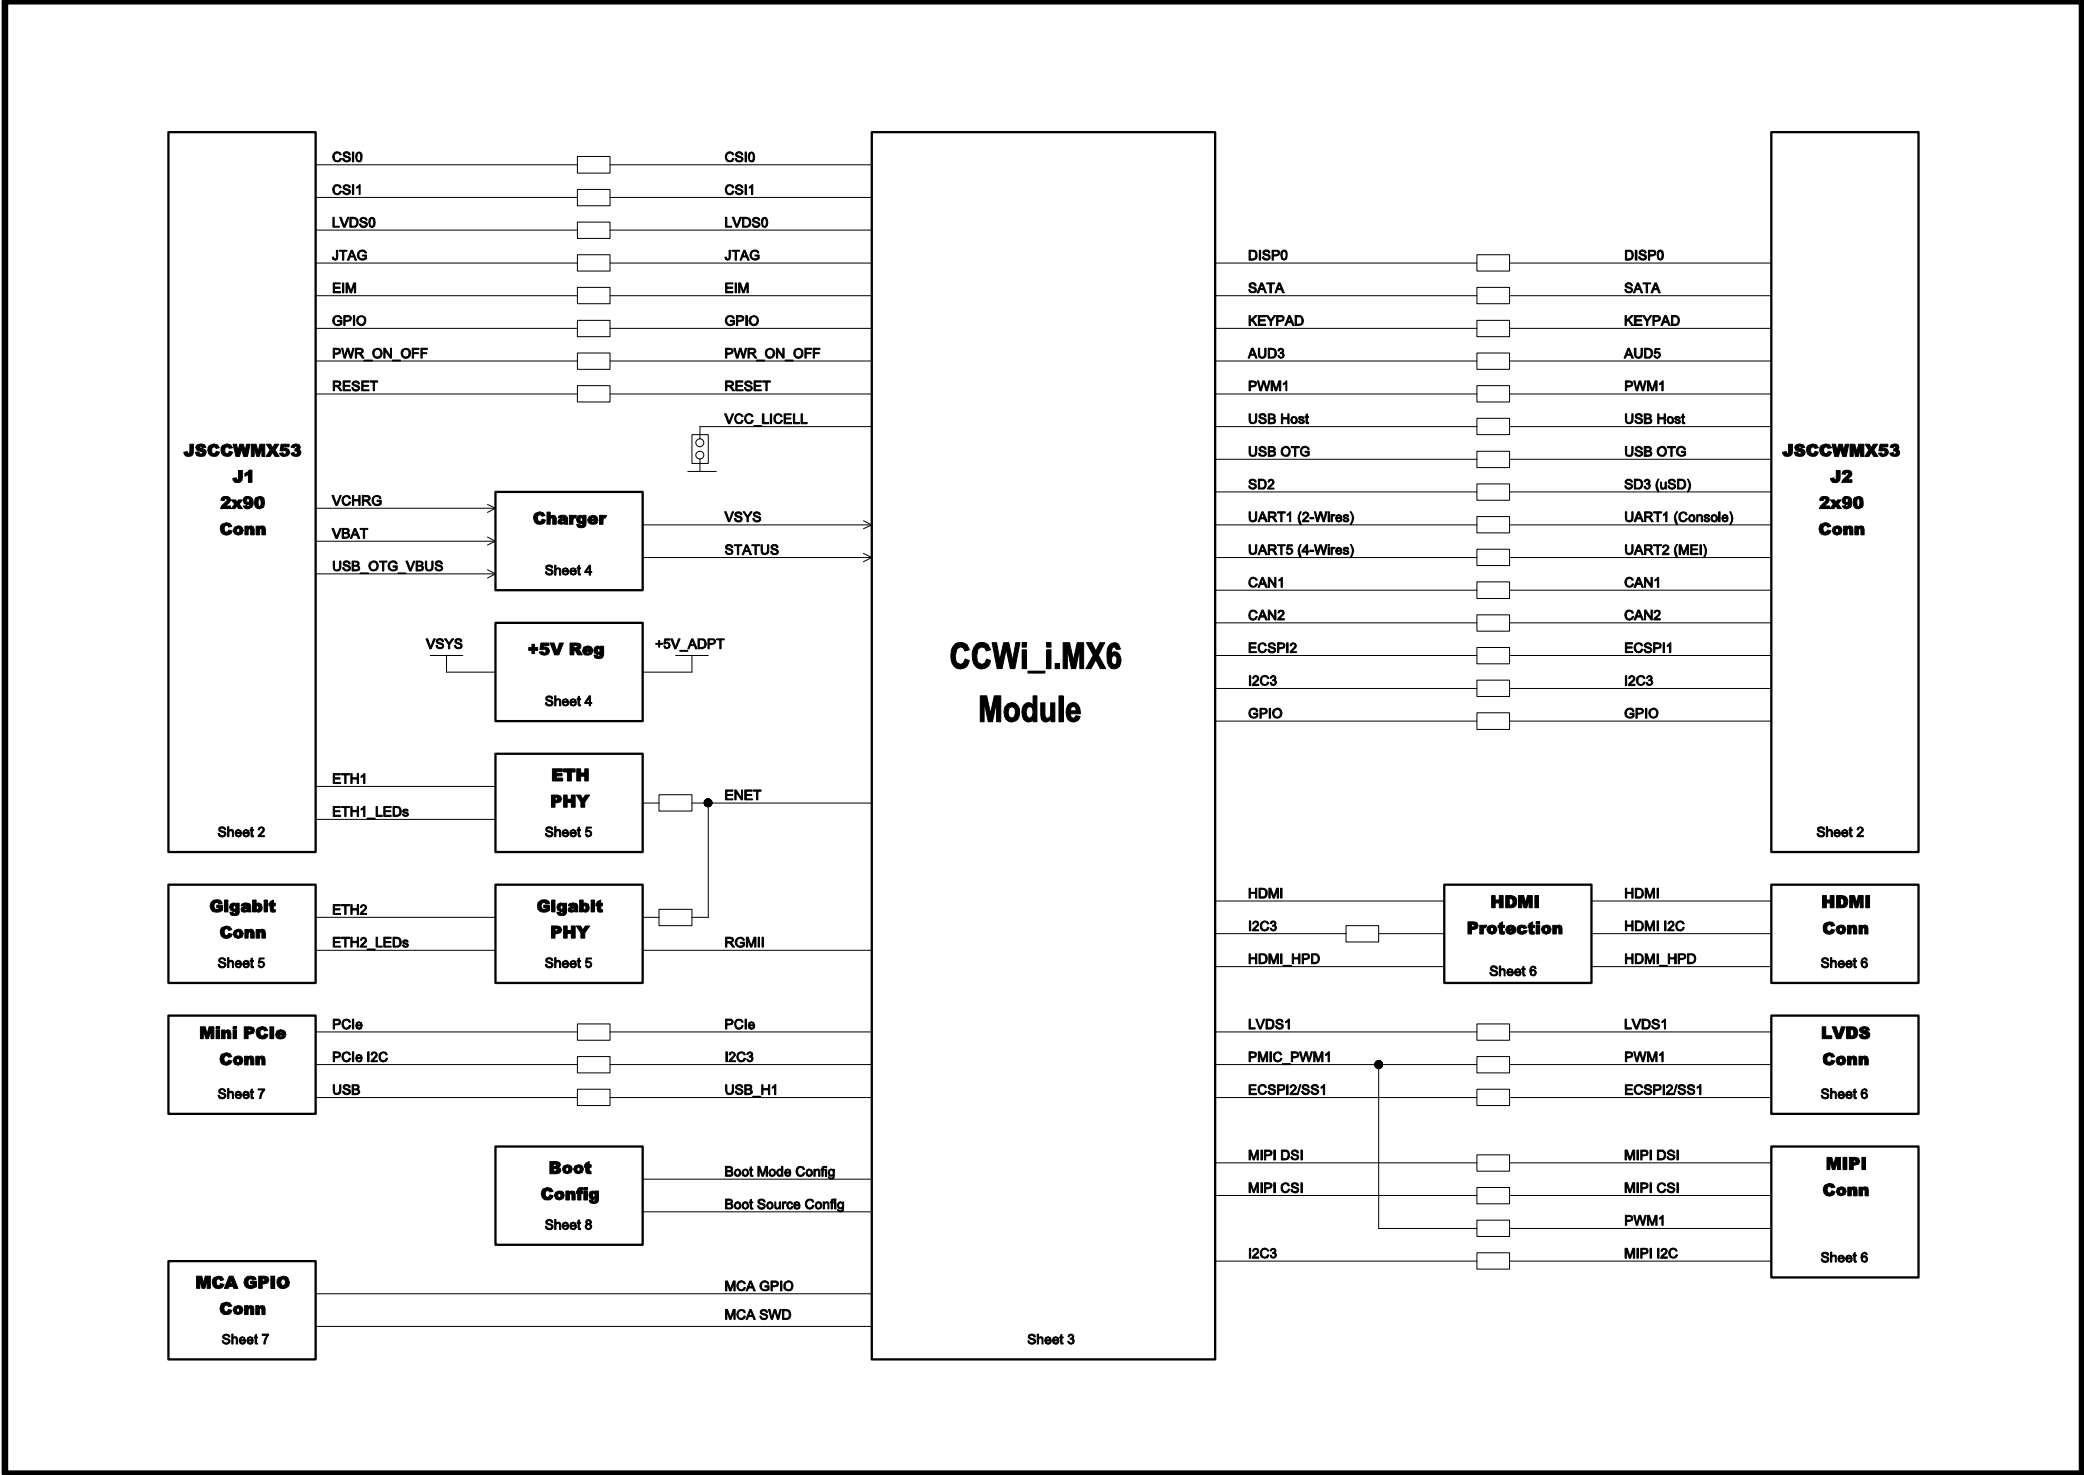 JSCCWMX53
J1
2x90
Conn
Sheet 2
CSI0
CSI1
LVDS0
JTAG
EIM
GPIO
PWR_ON_OFF
RESET
VCHRG
VBAT
USB_OTG_VBUS
ETH1
ETH1_LEDs
CSI0
CSI1
LVDS0
JTAG
EIM
GPIO
PWR_ON_OFF
RESET
VCC_LICELL
Charger
Sheet 4
VSYS
STATUS
VSYS
+5V Reg
Sheet 4
+5V_ADPT
ETH
PHY
Sheet 5
ENET
Gigabit
Conn
Sheet 5
ETH2
ETH2_LEDs
Gigabit
PHY
Sheet 5
RGMII
Mini PCIe
Conn
Sheet 7
PCIe
PCIe I2C
USB
PCIe
I2C3
USB_H1
Boot
Config
Sheet 8
Boot Mode Config
Boot Source Config
MCA GPIO
Conn
Sheet 7
MCA GPIO
MCA SWD
CCWi_i.MX6
Module
Sheet 3
DISP0
SATA
KEYPAD
AUD3
PWM1
USB Host
USB OTG
SD2
UART1 (2-Wires)
UART5 (4-Wires)
CAN1
CAN2
ECSPI2
I2C3
GPIO
DISP0
SATA
KEYPAD
AUD5
PWM1
USB Host
USB OTG
SD3 (uSD)
UART1 (Console)
UART2 (MEI)
CAN1
CAN2
ECSPI1
I2C3
GPIO
JSCCWMX53
J2
2x90
Conn
Sheet 2
HDMI
I2C3
HDMI_HPD
HDMI
Protection
Sheet 6
HDMI
HDMI I2C
HDMI_HPD
HDMI
Conn
Sheet 6
LVDS1
PMIC_PWM1
ECSPI2/SS1
LVDS1
PWM1
ECSPI2/SS1
LVDS
Conn
Sheet 6
MIPI DSI
MIPI CSI
I2C3
MIPI DSI
MIPI CSI
PWM1
MIPI I2C
MIPI
Conn
Sheet 6